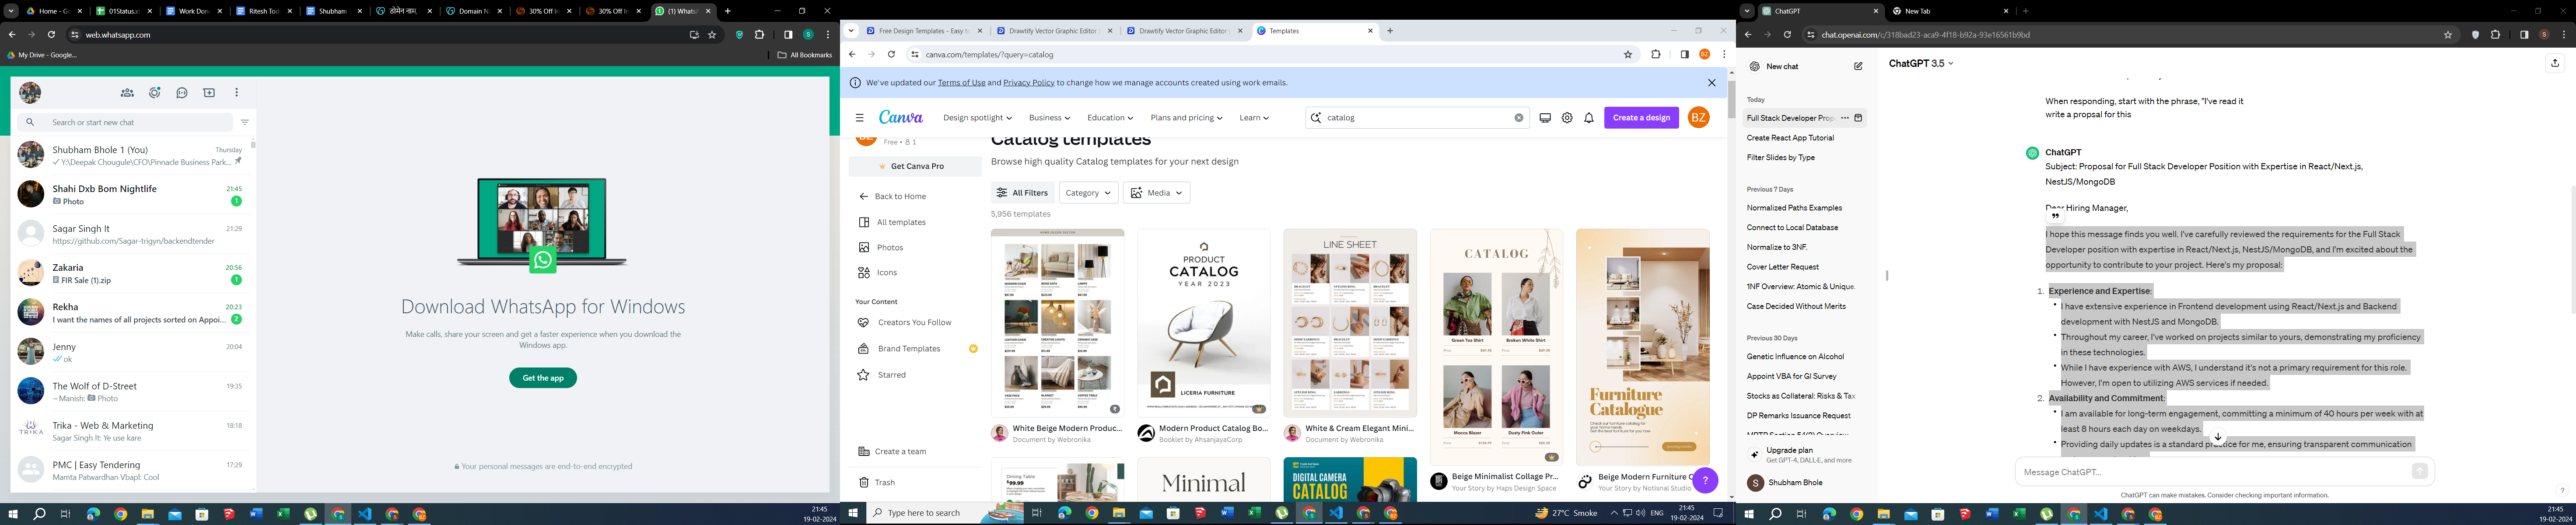 Home - G
01Status.x
Work Don
Ritesh Tod
Shubham
डोमेन नाम,
Domain N
30% Off In
30% Off In
(1) WhatsA
web.whatsapp.com
My Drive - Google...
All Bookmarks
Search or start new chat
Shubham Bhole 1 (You)
Thursday
Y:\Deepak Chougule\CFO\Pinnacle Business Park...
Shahi Dxb Bom Nightlife
21:45
Photo
1
Sagar Singh It
21:29
https://github.com/Sagar-trigyn/backendtender
Zakaria
20:56
FIR Sale (1).zip
1
Rekha
20:23
I want the names of all projects sorted on Appoi...
2
Jenny
20:04
ok
The Wolf of D-Street
19:35
~ Manish: Photo
Trika - Web & Marketing
18:18
Sagar Singh It: Ye use kare
PMC | Easy Tendering
17:29
Mamta Patwardhan Vbapl: Cool
Download WhatsApp for Windows
Make calls, share your screen and get a faster experience when you download the
Windows app.
Get the app
Your personal messages are end-to-end encrypted
21:45
19-02-2024
Free Design Templates - Easy to
Drawtify Vector Graphic Editor
Drawtify Vector Graphic Editor
Templates
canva.com/templates/?query=catalog
BZ
We've updated our Terms of Use and Privacy Policy to change how we manage accounts created using work emails.
Canva
Design spotlight
Business
Education
Plans and pricing
Learn
catalog
Create a design
BZ
Free • 1
Get Canva Pro
Back to Home
All templates
Photos
Icons
Your Content
Creators You Follow
Brand Templates
Starred
Create a team
Trash
Catalog templates
Browse high quality Catalog templates for your next design
All Filters
Category
Media
5,956 templates
PRODUCT
CATALOG
YEAR 2023
LICERIA FURNITURE
LINE SHEET
CATALOG
Green Tea Shirt
Broken White Shirt
Mocca Blazer
Dusty Pink Outer
Furniture
Catalogue
White Beige Modern Produc...
Document by Webronika
Modern Product Catalog Bo...
Booklet by AhsanjayaCorp
White & Cream Elegant Mini...
Document by Webronika
Beige Minimalist Collage Pr...
Your Story by Haps Design Space
Beige Modern Furniture C
Your Story by Notisnal Studio
Dining Table
$99.99
Minimal
DIGITAL
CAMERA
CATALOG
?
Type here to search
27°C Smoke
ENG
21:45
19-02-2024
ChatGPT
New Tab
chat.openai.com/c/318bad23-aca9-4f18-b92a-93e16561b9bd
New chat
Today
Full Stack Developer Prop
Create React App Tutorial
Filter Slides by Type
Previous 7 Days
Normalized Paths Examples
Connect to Local Database
Normalize to 3NF.
Cover Letter Request
1NF Overview: Atomic & Unique.
Case Decided Without Merits
Previous 30 Days
Genetic Influence on Alcohol
Appoint VBA for GI Survey
Stocks as Collateral: Risks & Tax
DP Remarks Issuance Request
Upgrade plan
Get GPT-4, DALL·E, and more
S
Shubham Bhole
ChatGPT 3.5
When responding, start with the phrase, "I've read it
write a propsal for this
ChatGPT
Subject: Proposal for Full Stack Developer Position with Expertise in React/Next.js,
NestJS/MongoDB
Dear Hiring Manager,
I hope this message finds you well. I've carefully reviewed the requirements for the Full Stack
Developer position with expertise in React/Next.js, NestJS/MongoDB, and I'm excited about the
opportunity to contribute to your project. Here's my proposal:
1. Experience and Expertise:
• I have extensive experience in Frontend development using React/Next.js and Backend
development with NestJS and MongoDB.
• Throughout my career, I've worked on projects similar to yours, demonstrating my proficiency
in these technologies.
• While I have experience with AWS, I understand it's not a primary requirement for this role.
However, I'm open to utilizing AWS services if needed.
2. Availability and Commitment:
• I am available for long-term engagement, committing a minimum of 40 hours per week with at
least 8 hours each day on weekdays.
• Providing daily updates is a standard practice for me, ensuring transparent communication
Message ChatGPT...
ChatGPT can make mistakes. Consider checking important information.
?
21:45
19-02-2024